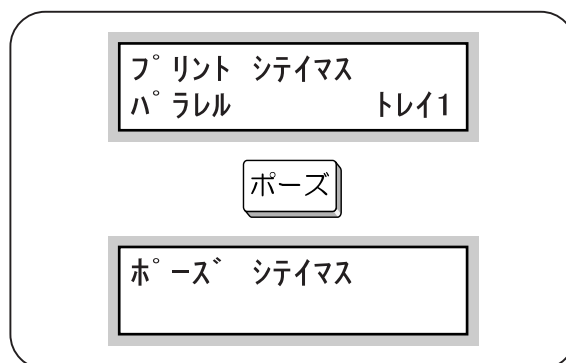 プリント シテイマス
パラレル トレイ1
ポーズ
ポーズ シテイマス